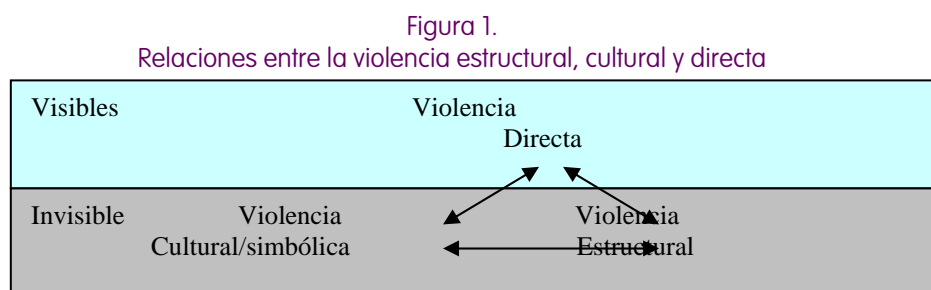 Figura 1.
Relaciones entre la violencia estructural, cultural y directa
Visibles Violencia
Directa
Invisible Violencia Violencia
Cultural/simbólica Estructural